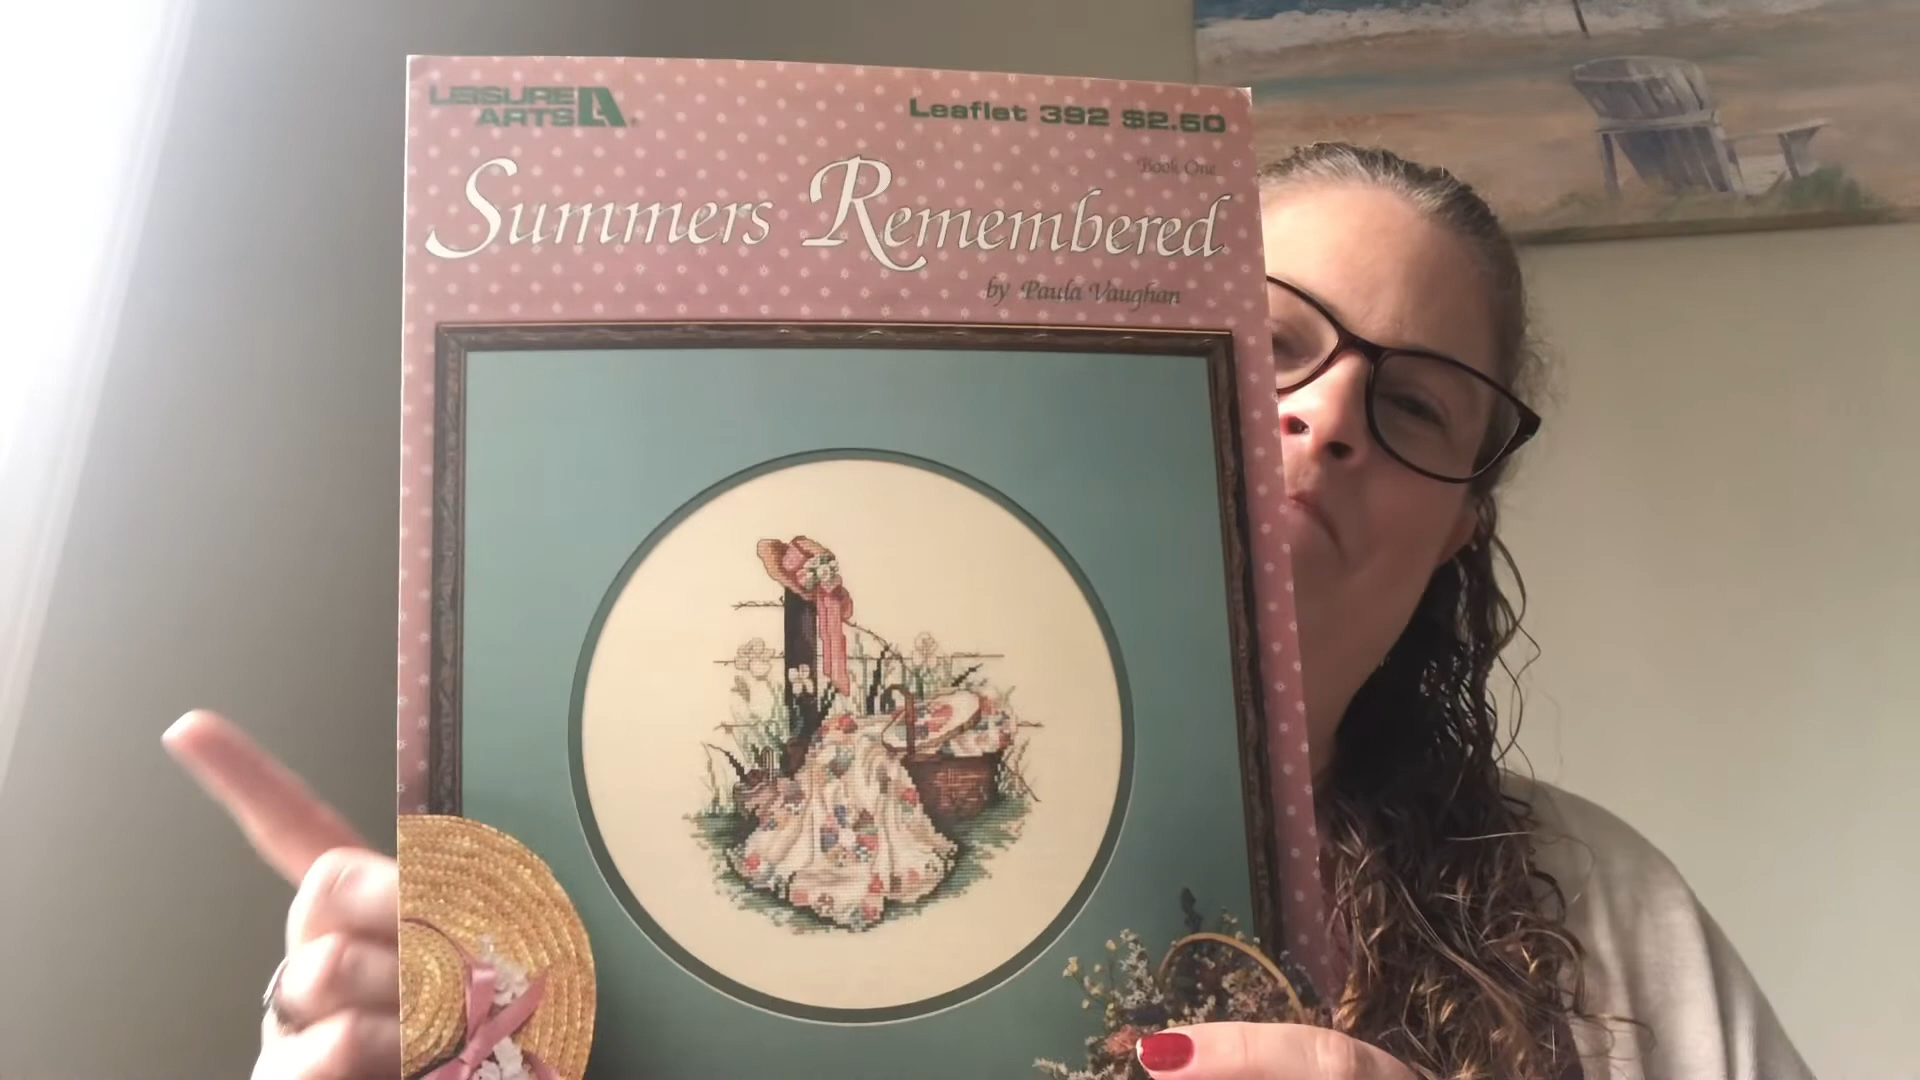 LEISURE
ARTS
Leaflet 392 $2.50
Book One
Summers Remembered
by Paula Vaughan